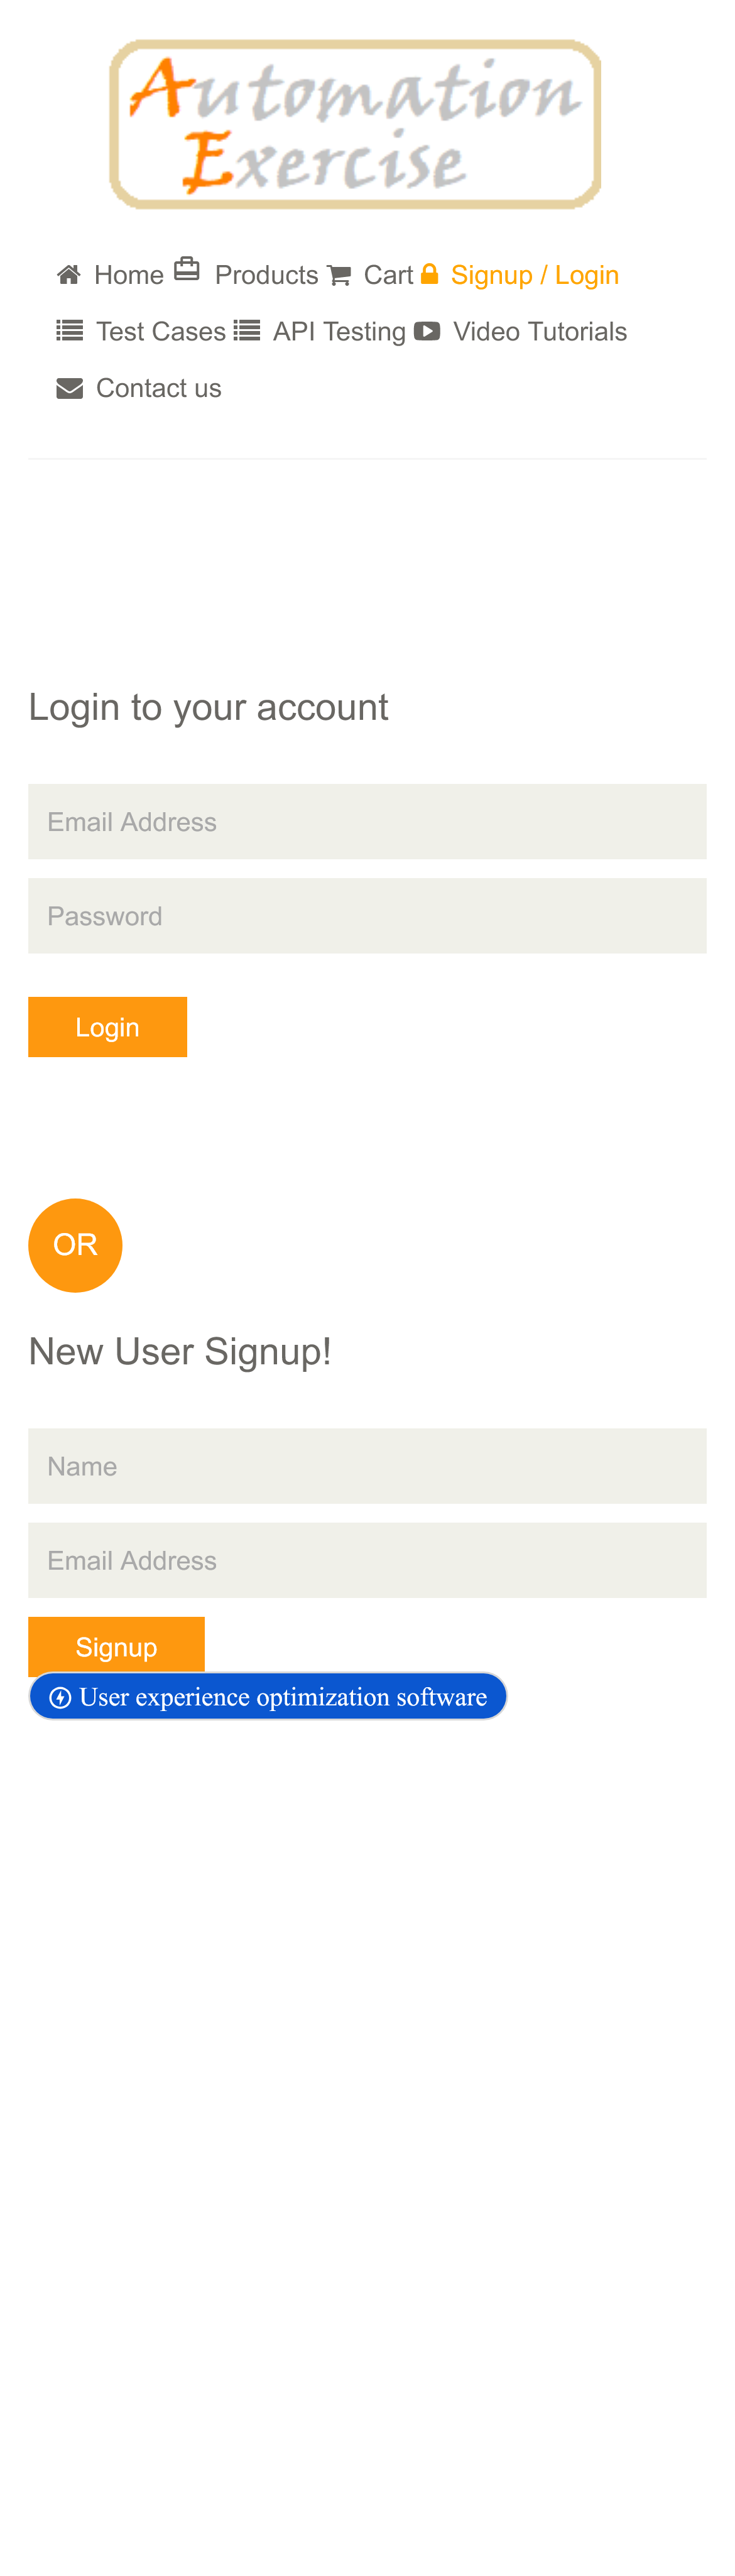 Automation
Exercise
Home Products Cart Signup / Login
Test Cases API Testing Video Tutorials
Contact us
Login to your account
Email Address
Password
Login
OR
New User Signup!
Name
Email Address
Signup
User experience optimization software